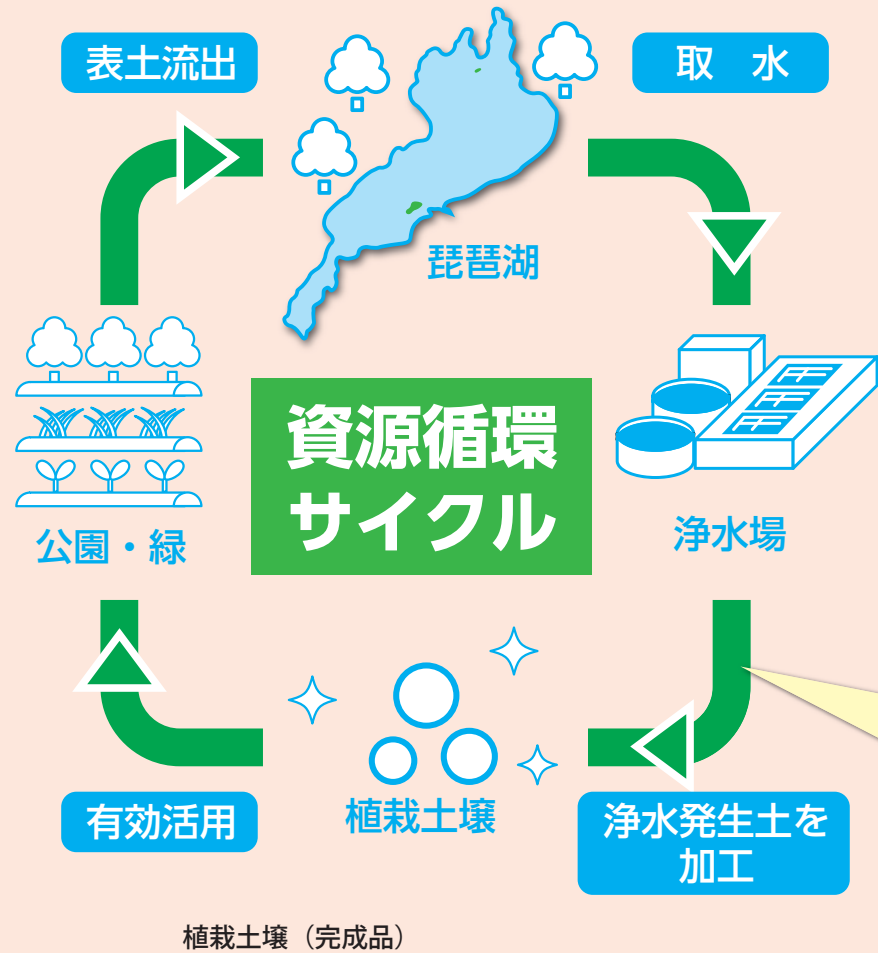 表土流出
取 水
琵琶湖
資源循環
サイクル
公園・緑
浄水場
有効活用
植栽土壌
浄水発生土を
加工
植栽土壌（完成品）